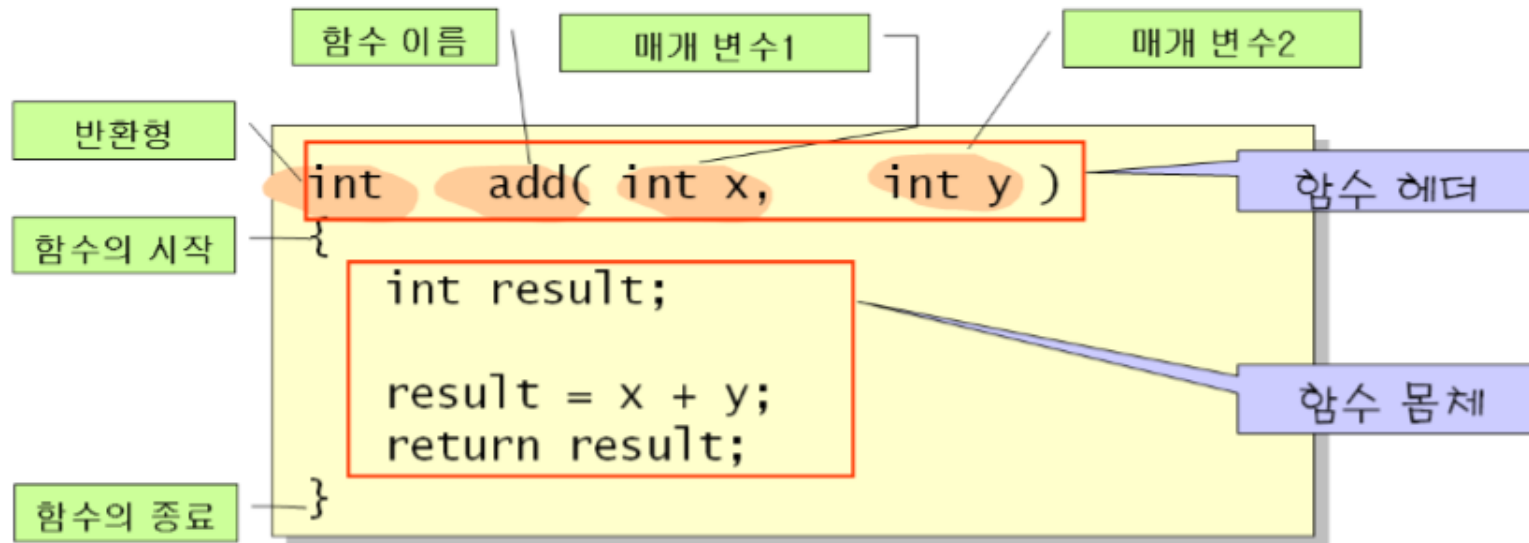 함수 이름
매개 변수1
매개 변수2
반환형
int add( int x, int y )
함수 헤더
함수의 시작
{
int result;
result = x + y;
return result;
함수 몸체
}
함수의 종료